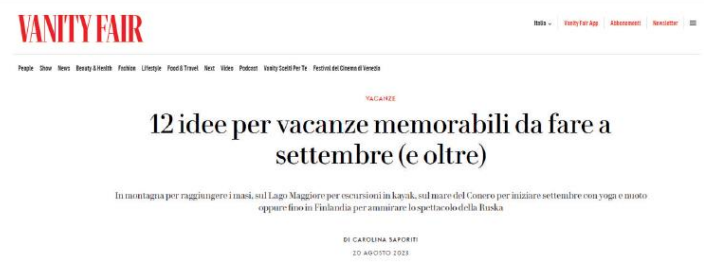 VANITY FAIR
Italia Vanity Fair App Abbonamenti Newsletter
People Show News Beauty & Health Fashion Lifestyle Food & Travel Next Video Podcast Vanity Scelti Per Te Festival del Cinema di Venezia
VACANZE
12 idee per vacanze memorabili da fare a
settembre (e oltre)
In montagna per raggiungere i masi, sul Lago Maggiore per escursioni in kayak, sul mare del Conero per iniziare settembre con yoga e nuoto
oppure fino in Finlandia per ammirare lo spettacolo della Ruska
DI CAROLINA SAPORITI
20 AGOSTO 2023